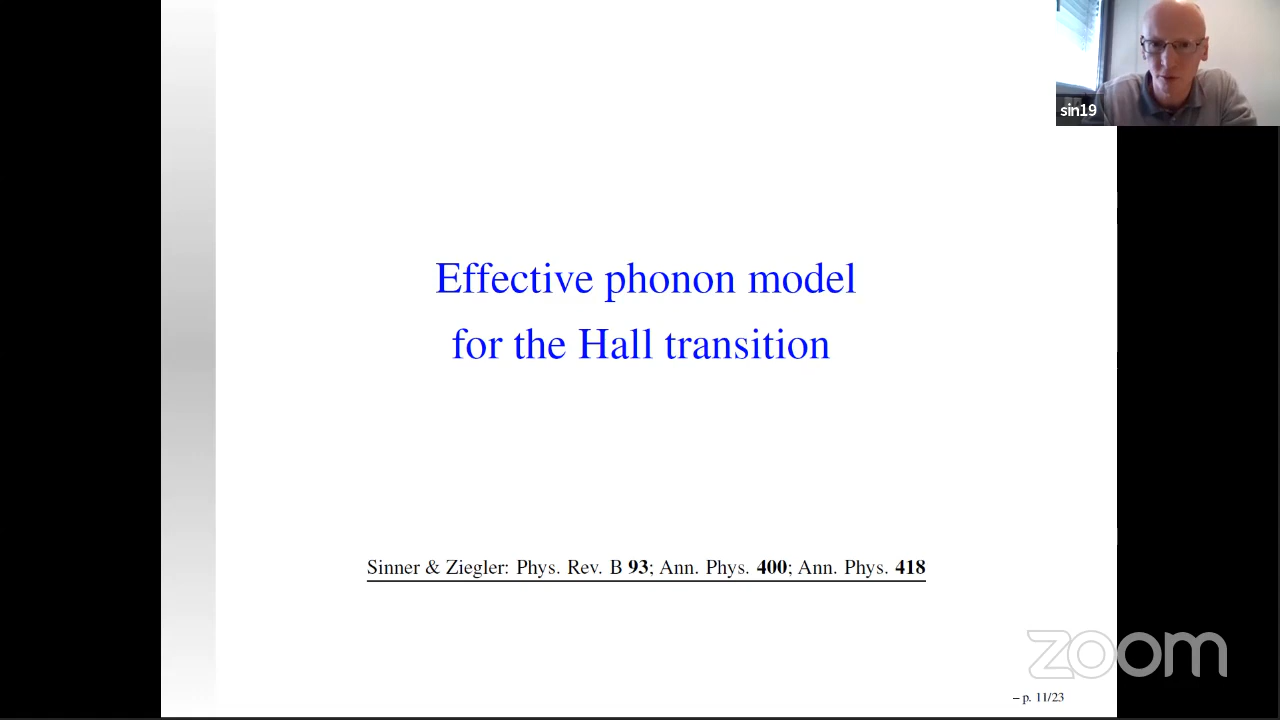 sin19
Effective phonon model
for the Hall transition
Sinner & Ziegler: Phys. Rev. B 93; Ann. Phys. 400; Ann. Phys. 418
zoom
– p. 11/23